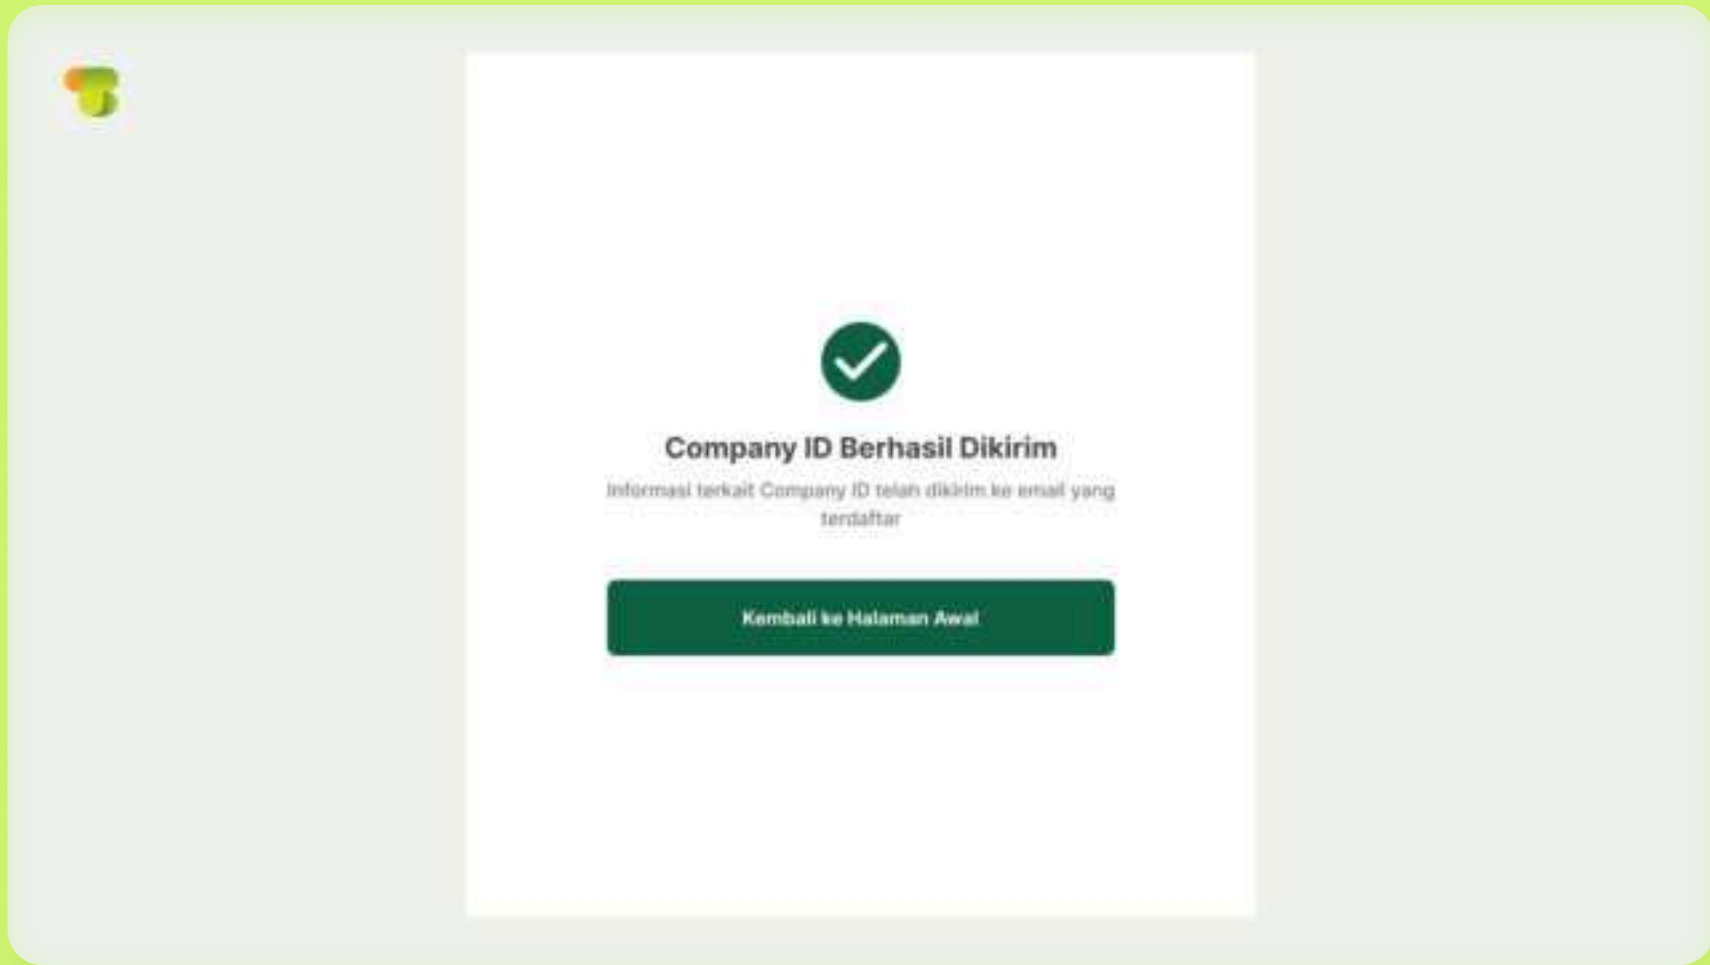 Company ID Berhasil Dikirim
Informasi terkait Company ID telah dikirim ke email yang
terdaftar
Kembali ke Halaman Awal